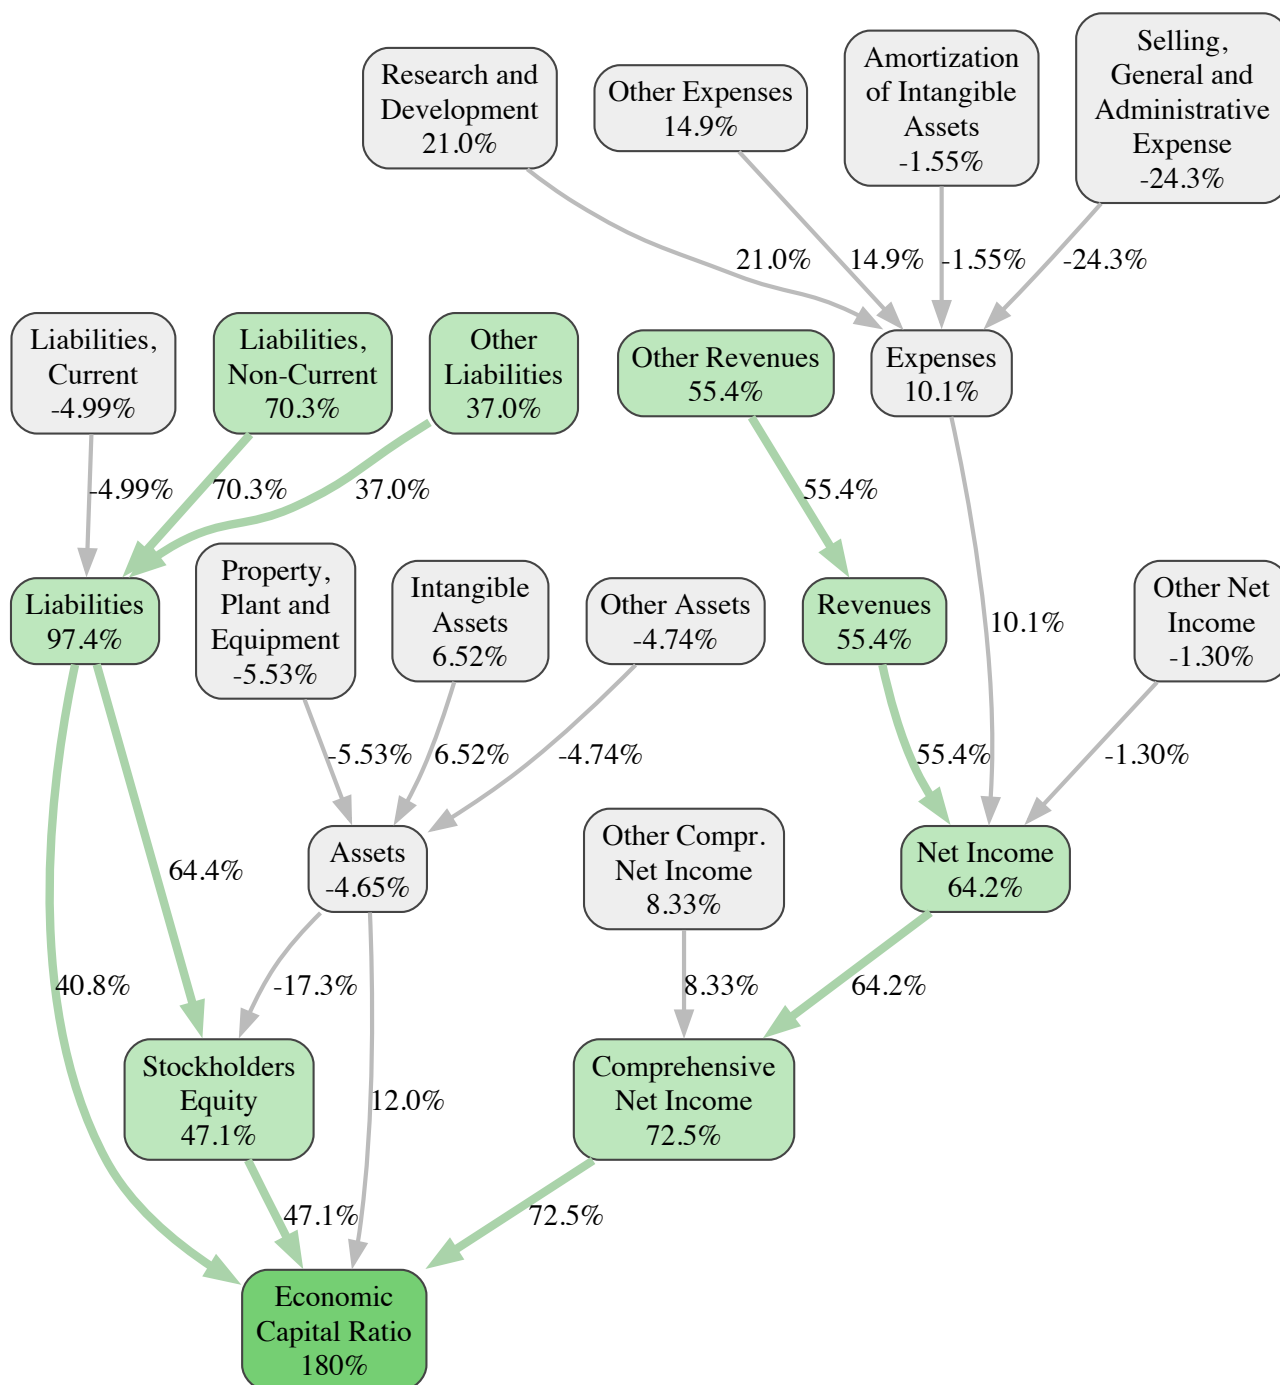 Research and
Development
21.0%
Other Expenses
14.9%
Amortization
of Intangible
Assets
-1.55%
Selling,
General and
Administrative
Expense
-24.3%
21.0%
14.9%
-1.55%
-24.3%
Liabilities,
Current
-4.99%
Liabilities,
Non-Current
70.3%
Other
Liabilities
37.0%
Other Revenues
55.4%
Expenses
10.1%
-4.99%
70.3%
37.0%
55.4%
Liabilities
97.4%
Property,
Plant and
Equipment
-5.53%
Intangible
Assets
6.52%
Other Assets
-4.74%
Revenues
55.4%
10.1%
Other Net
Income
-1.30%
-5.53%
6.52%
-4.74%
55.4%
-1.30%
64.4%
Assets
-4.65%
Other Compr.
Net Income
8.33%
Net Income
64.2%
40.8%
-17.3%
8.33%
64.2%
Stockholders
Equity
47.1%
12.0%
Comprehensive
Net Income
72.5%
47.1%
72.5%
Economic
Capital Ratio
180%